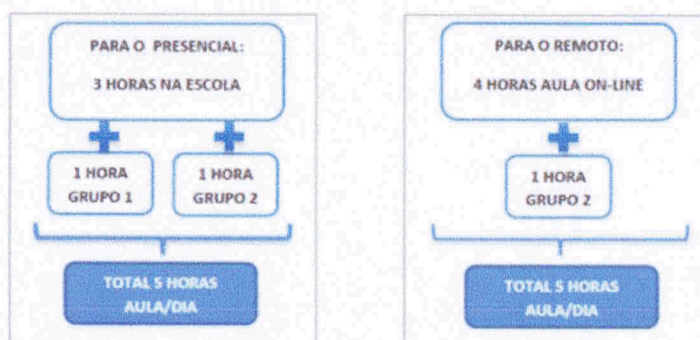 PARA O PRESENCIAL:
3 HORAS NA ESCOLA
1 HORA
GRUPO 1
1 HORA
GRUPO 2
TOTAL 5 HORAS
AULA/DIA
PARA O REMOTO:
4 HORAS AULA ON-LINE
1 HORA
GRUPO 2
TOTAL 5 HORAS
AULA/DIA